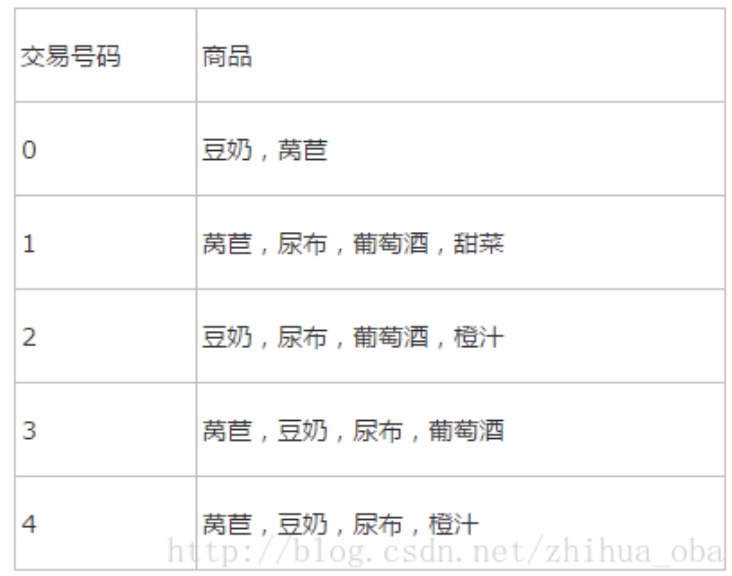 交易号码 商品
0 豆奶，莴苣
1 莴苣，尿布，葡萄酒，甜菜
2 豆奶，尿布，葡萄酒，橙汁
3 莴苣，豆奶，尿布，葡萄酒
4 莴苣，豆奶，尿布，橙汁
http://blog.csdn.net/zhihua_oba